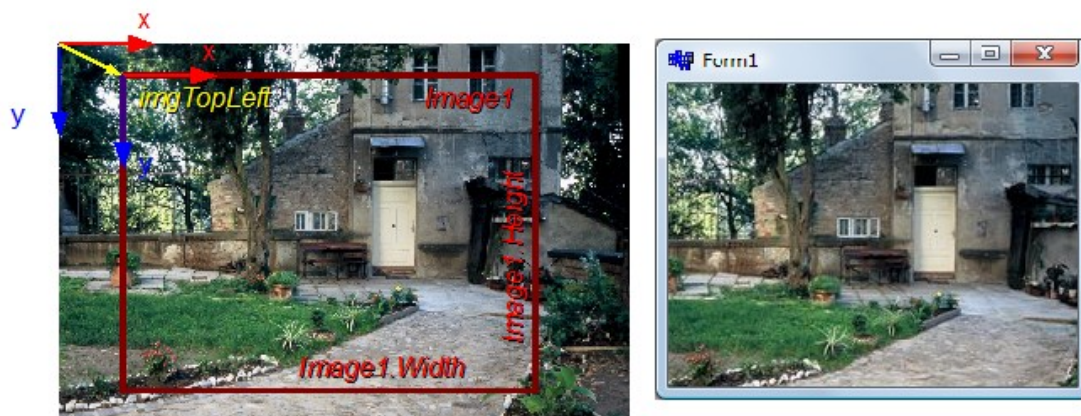 x
x
y
imgTopLeft
Image1
y
Image1.Height
Image1.Width
Form1